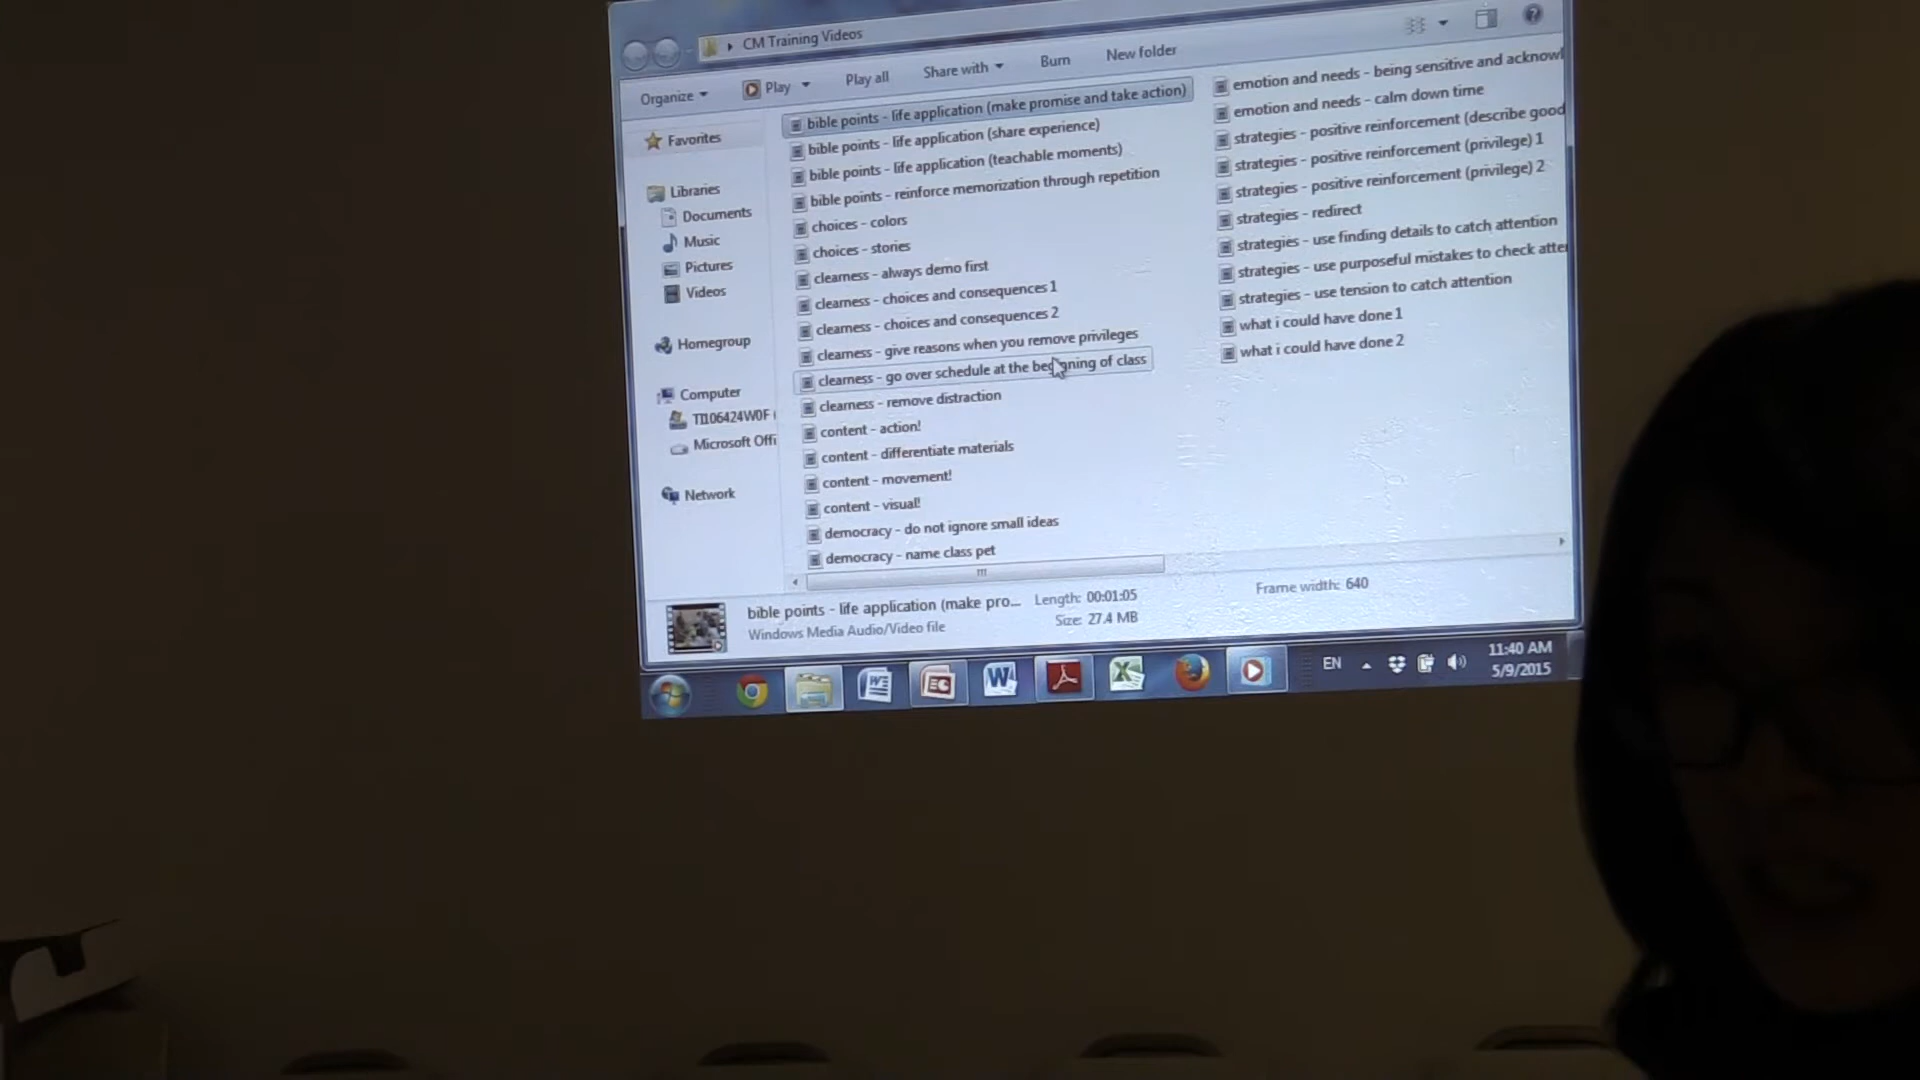 CM Training Videos
Organize
Play
Play all
Share with
Burn
New folder
Favorites
Libraries
Documents
Music
Pictures
Videos
Homegroup
Computer
TI106424W0F
Microsoft Offi
Network
bible points - life application (make promise and take action)
bible points - life application (share experience)
bible points - life application (teachable moments)
bible points - reinforce memorization through repetition
choices - colors
choices - stories
clearness - always demo first
clearness - choices and consequences 1
clearness - choices and consequences 2
clearness - give reasons when you remove privileges
clearness - go over schedule at the beginning of class
clearness - remove distraction
content - action!
content - differentiate materials
content - movement!
content - visual!
democracy - do not ignore small ideas
democracy - name class pet
emotion and needs - being sensitive and acknowl
emotion and needs - calm down time
strategies - positive reinforcement (describe good
strategies - positive reinforcement (privilege) 1
strategies - positive reinforcement (privilege) 2
strategies - redirect
strategies - use finding details to catch attention
strategies - use purposeful mistakes to check atte
strategies - use tension to catch attention
what i could have done 1
what i could have done 2
bible points - life application (make pro...
Windows Media Audio/Video file
Length: 00:01:05
Size: 27.4 MB
Frame width: 640
EN
11:40 AM
5/9/2015